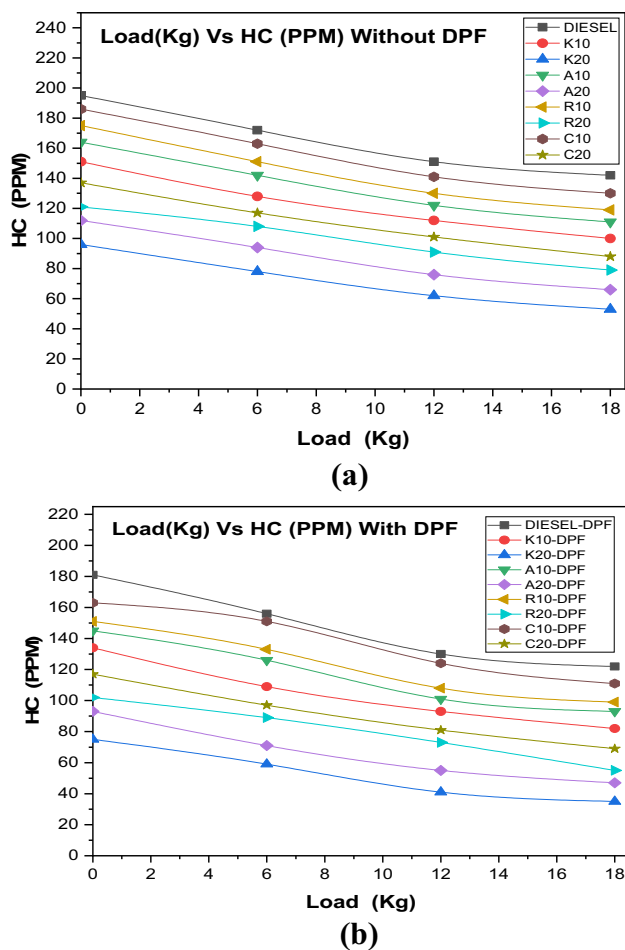 Load(Kg) Vs HC (PPM) Without DPF
DIESEL
K10
K20
A10
A20
R10
R20
C10
C20
HC (PPM)
240
220
200
180
160
140
120
100
80
60
40
20
0
0 2 4 6 8 10 12 14 16 18
Load (Kg)
(a)
Load(Kg) Vs HC (PPM) With DPF
DIESEL-DPF
K10-DPF
K20-DPF
A10-DPF
A20-DPF
R10-DPF
R20-DPF
C10-DPF
C20-DPF
HC (PPM)
220
200
180
160
140
120
100
80
60
40
20
0
0 2 4 6 8 10 12 14 16 18
Load (Kg)
(b)